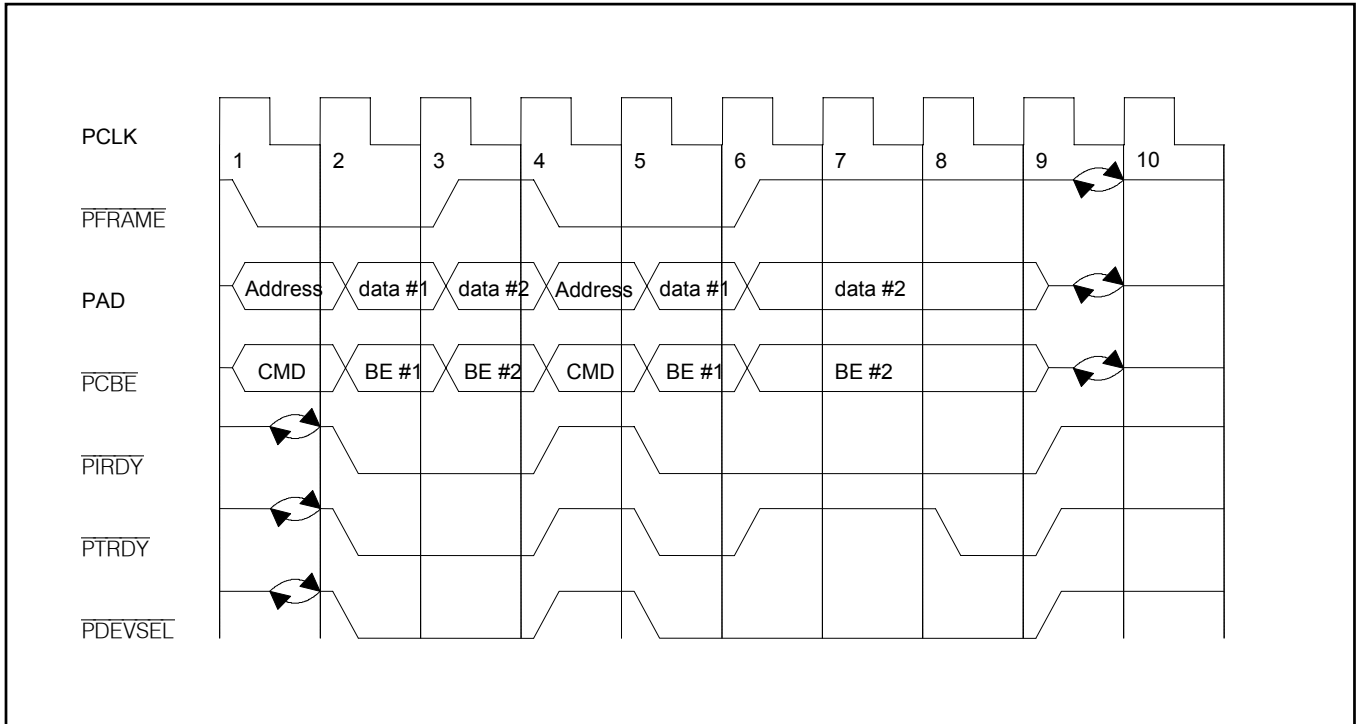 PCLK
1 2 3 4 5 6 7 8 9 10
PFRAME
PAD Address data #1 data #2 Address data #1 data #2
PCBE CMD BE #1 BE #2 CMD BE #1 BE #2
PIRDY
PTRDY
PDEVSEL